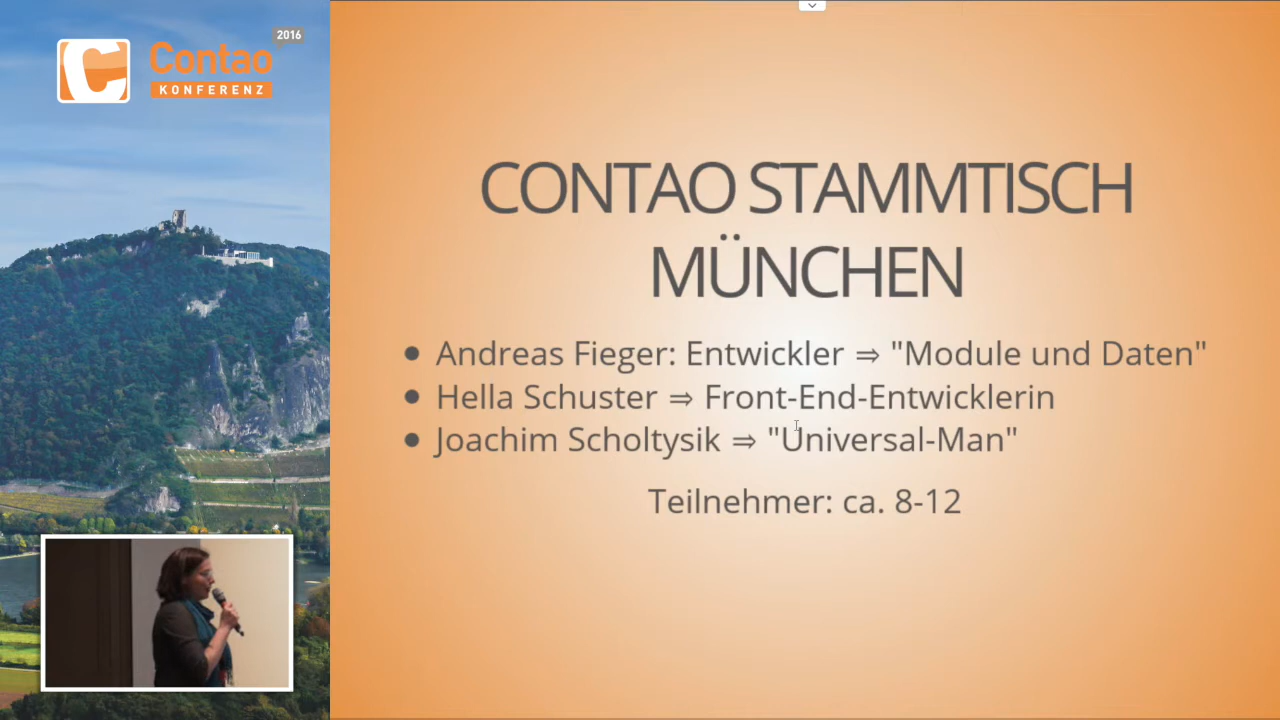 2016
Contao
KONFERENZ
CONTAO STAMMTISCH
MÜNCHEN
• Andreas Fieger: Entwickler ⇒ "Module und Daten"
• Hella Schuster ⇒ Front-End-Entwicklerin
• Joachim Scholtysik ⇒ "Universal-Man"
Teilnehmer: ca. 8-12